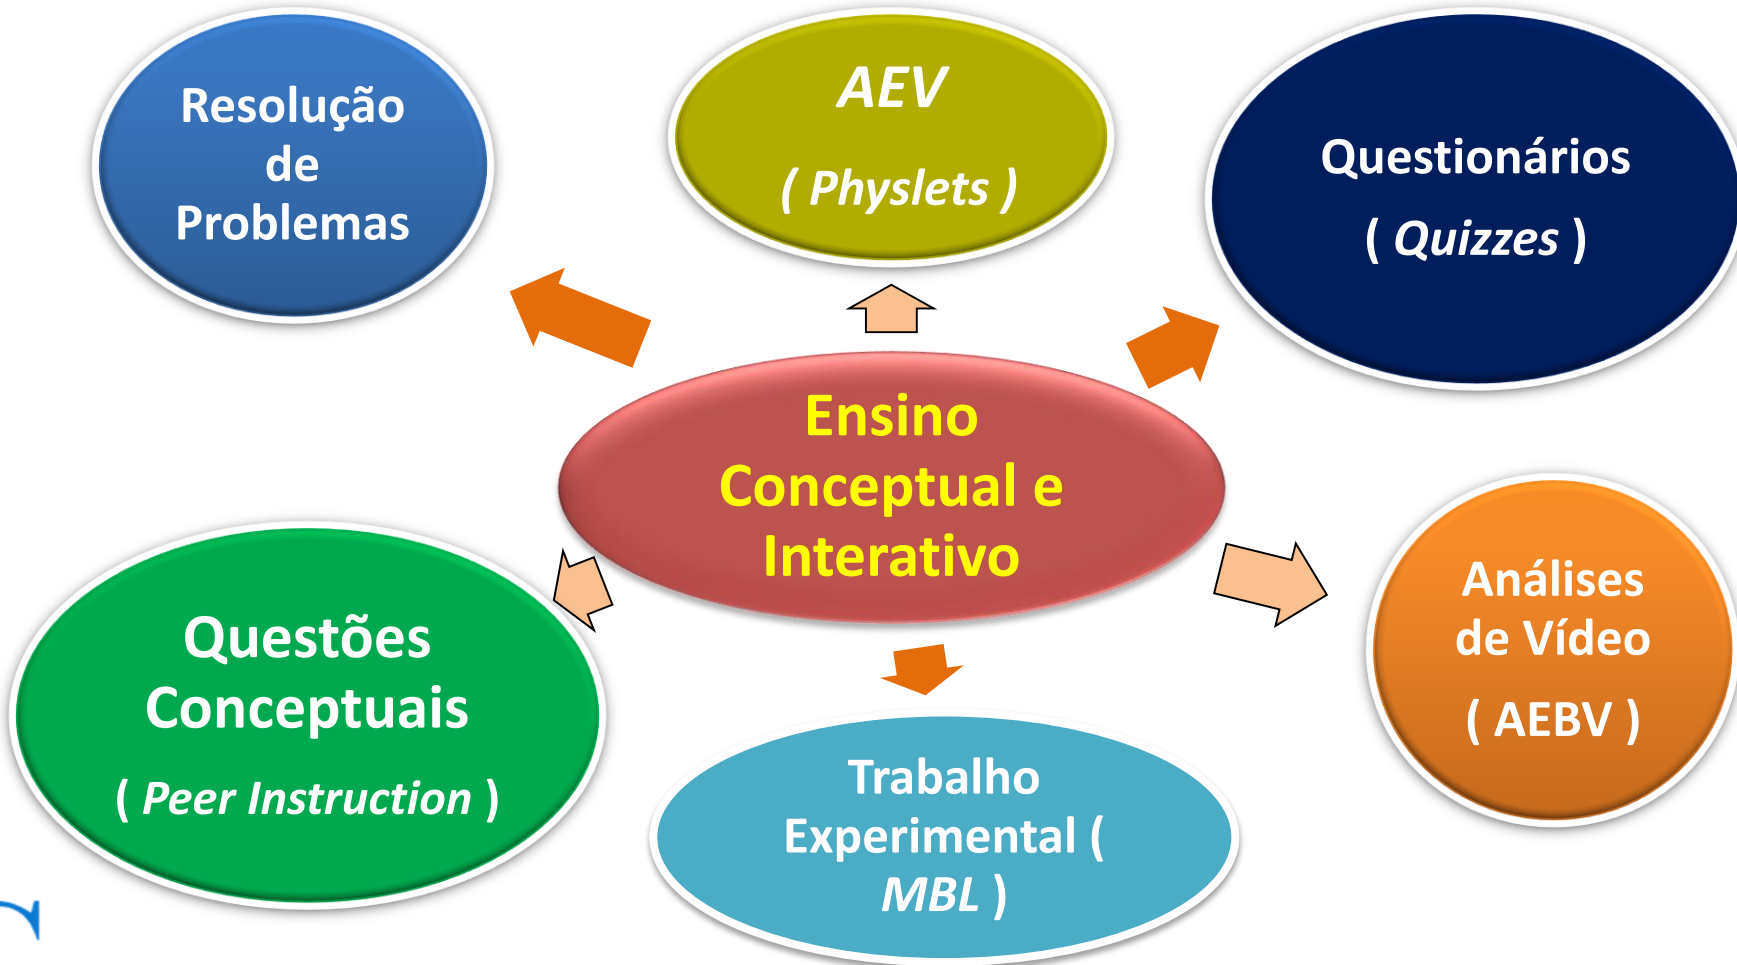 Resolução
de
Problemas
AEV
( Physlets )
Questionários
( Quizzes )
Ensino
Conceptual e
Interativo
Questões
Conceptuais
( Peer Instruction )
Análises
de Vídeo
( AEBV )
Trabalho
Experimental (
MBL )